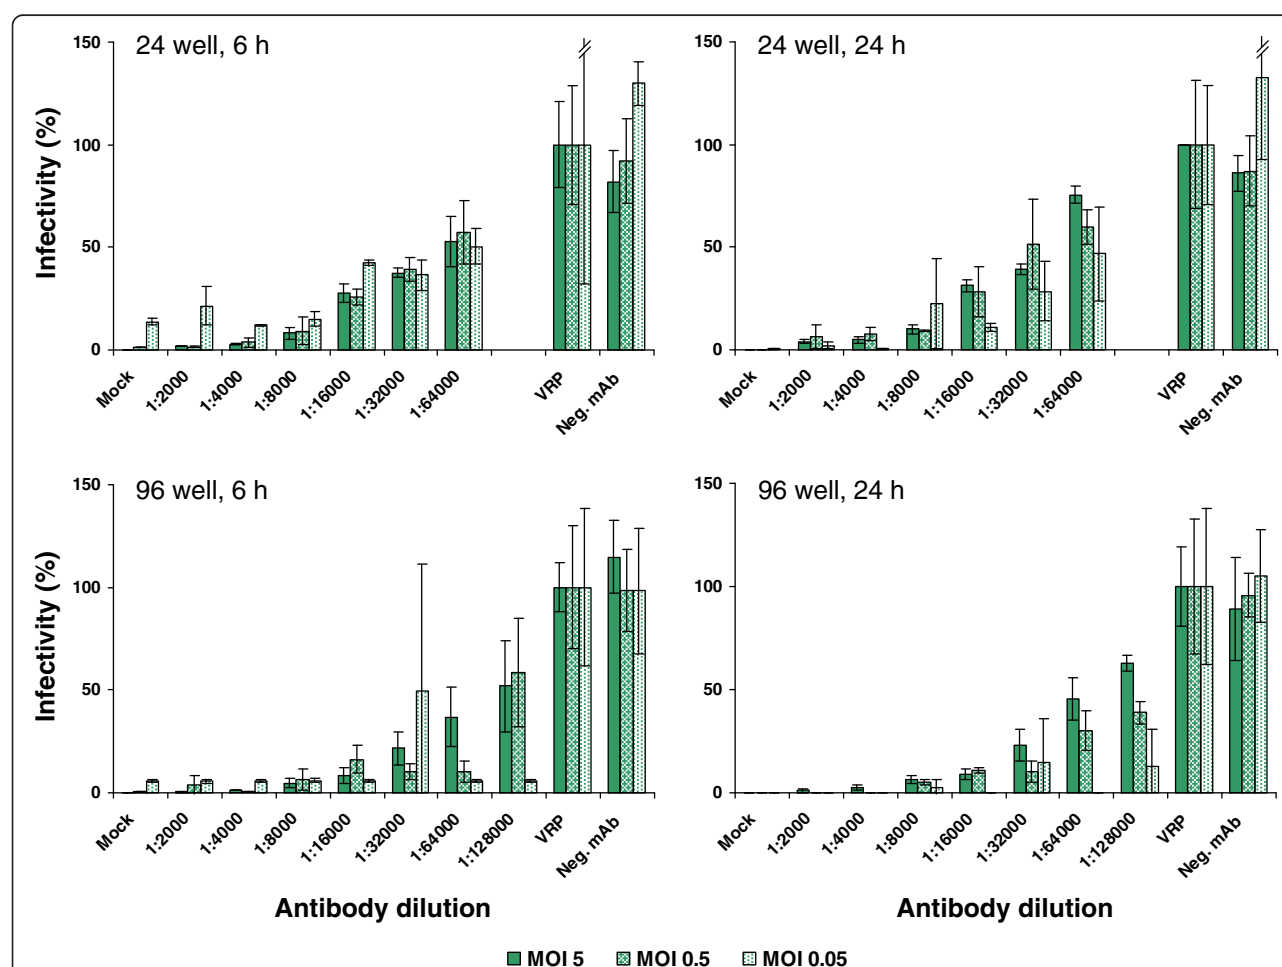 24 well, 6 h
Infectivity (%)
150
100
50
0
Mock
1:2000
1:4000
1:8000
1:16000
1:32000
1:64000
VRP
Neg. mAb
24 well, 24 h
150
100
50
0
Mock
1:2000
1:4000
1:8000
1:16000
1:32000
1:64000
VRP
Neg. mAb
96 well, 6 h
Infectivity (%)
150
100
50
0
Mock
1:2000
1:4000
1:8000
1:16000
1:32000
1:64000
1:128000
VRP
Neg. mAb
Antibody dilution
96 well, 24 h
150
100
50
0
Mock
1:2000
1:4000
1:8000
1:16000
1:32000
1:64000
1:128000
VRP
Neg. mAb
Antibody dilution
MOI 5 MOI 0.5 MOI 0.05